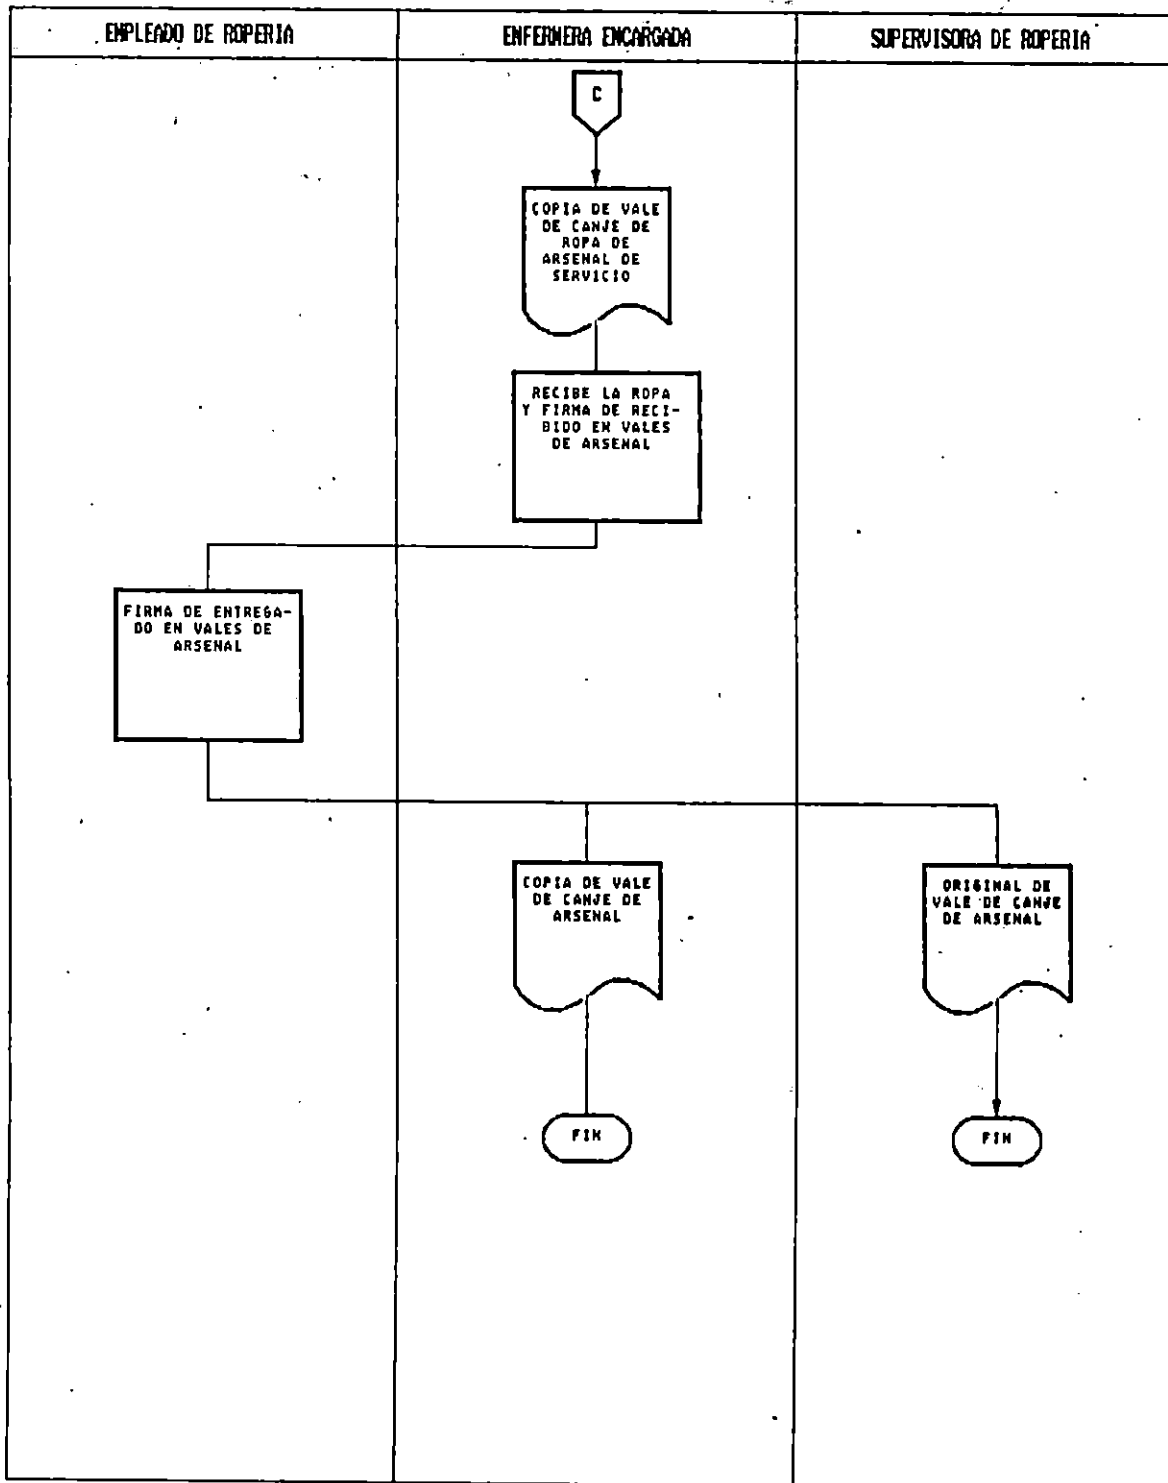 EMPLEADO DE ROPERIA
ENFERMERA ENCARGADA
SUPERVISORA DE ROPERIA
C
COPIA DE VALE
DE CANJE DE
ROPA DE
ARSENAL DE
SERVICIO
RECIBE LA ROPA
Y FIRMA DE RECI-
BIDO EN VALES
DE ARSENAL
FIRMA DE ENTREGA-
DO EN VALES DE
ARSENAL
COPIA DE VALE
DE CANJE DE
ARSENAL
ORIGINAL DE
VALE DE CANJE
DE ARSENAL
FIN
FIN